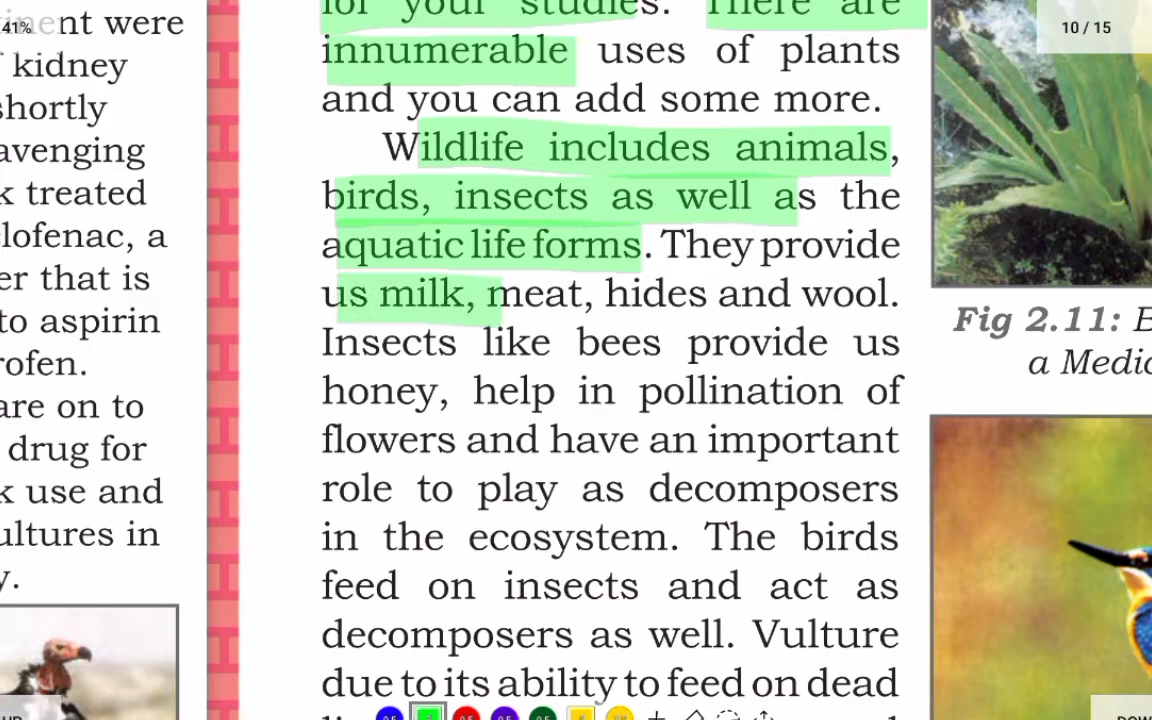 41%
nt were
kidney
shortly
avenging
k treated
clofenac, a
er that is
to aspirin
rofen.
are on to
drug for
k use and
ultures in
y.
for your studies. There are
innumerable uses of plants
and you can add some more.
Wildlife includes animals,
birds, insects as well as the
aquatic life forms. They provide
us milk, meat, hides and wool.
Insects like bees provide us
honey, help in pollination of
flowers and have an important
role to play as decomposers
in the ecosystem. The birds
feed on insects and act as
decomposers as well. Vulture
due to its ability to feed on dead
10 / 15
Fig 2.11: E
a Medic